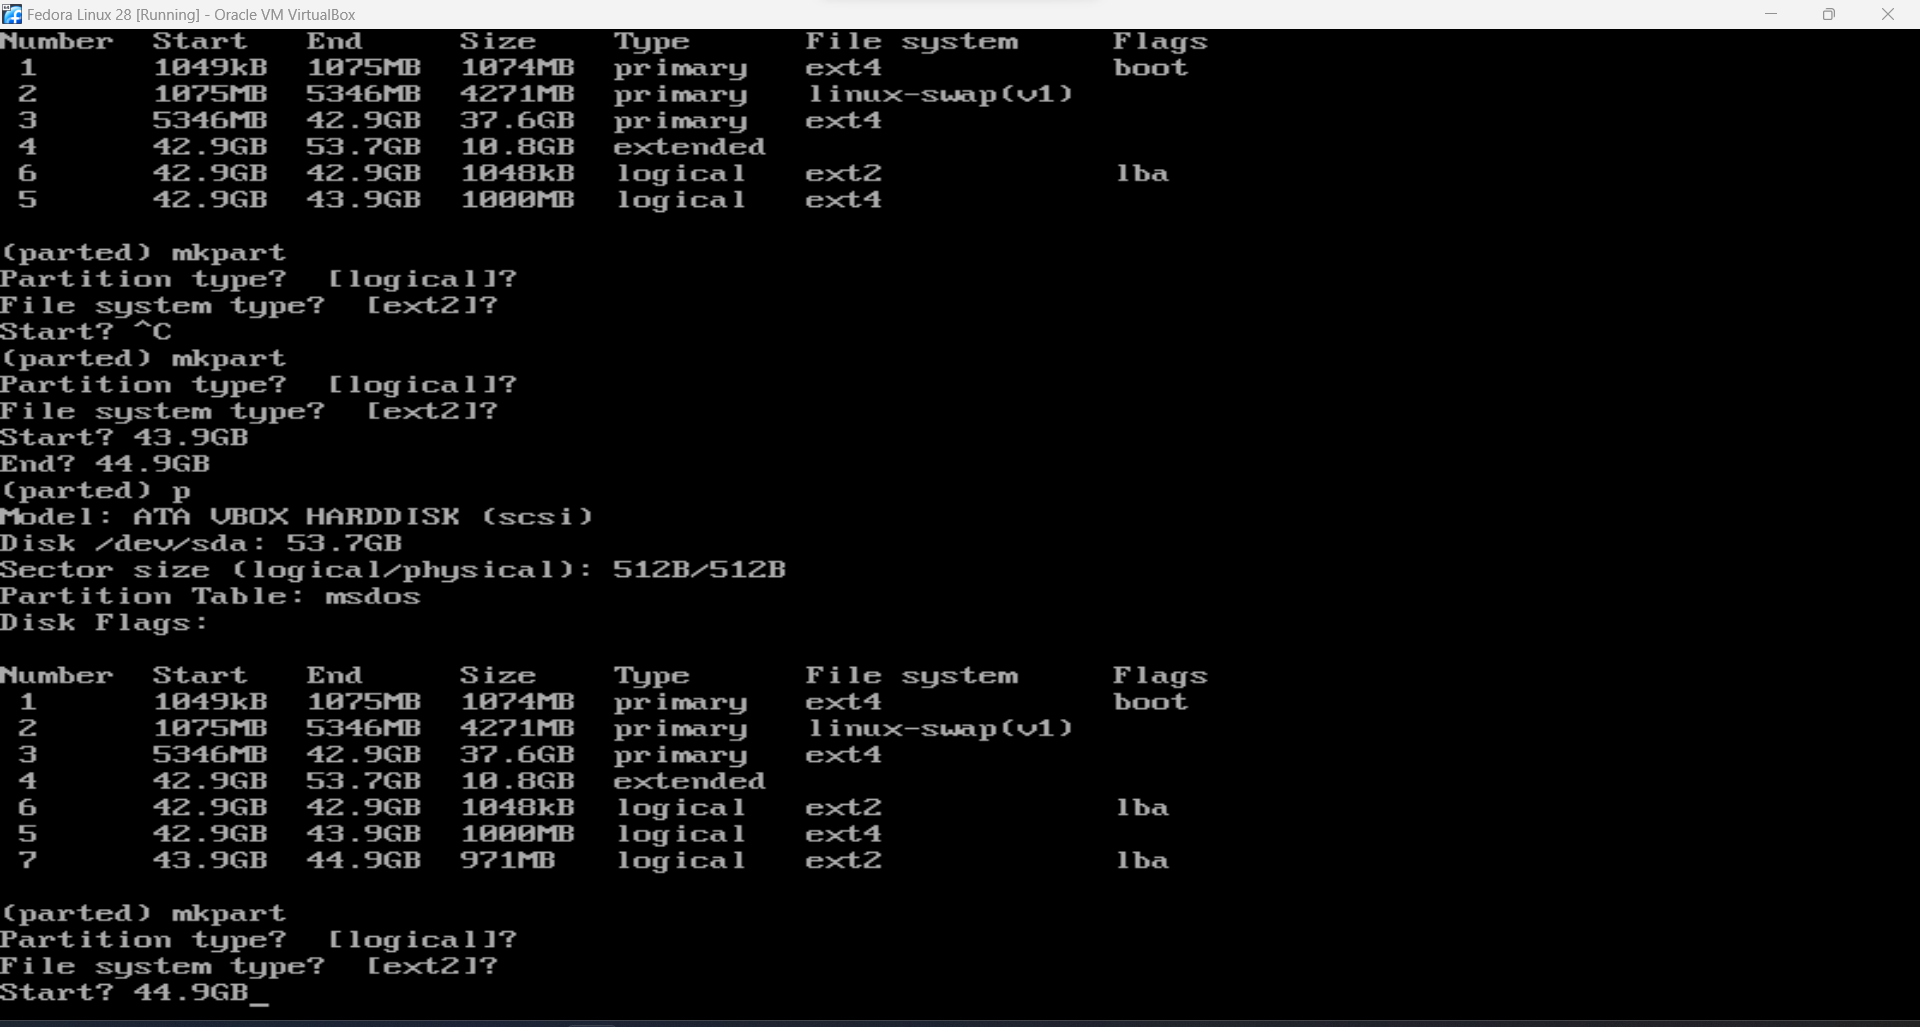 Fedora Linux 28 [Running] - Oracle VM VirtualBox
Number  Start   End     Size    Type      File system     Flags
 1      1049kB  1075MB  1074MB  primary   ext4            boot
 2      1075MB  5346MB  4271MB  primary   linux-swap(v1)
 3      5346MB  42.9GB  37.6GB  primary   ext4
 4      42.9GB  53.7GB  10.8GB  extended
 6      42.9GB  42.9GB  1048kB  logical   ext2            lba
 5      42.9GB  43.9GB  1000MB  logical   ext4
(parted) mkpart
Partition type?  [logical]?
File system type?  [ext2]?
Start? ^C
(parted) mkpart
Partition type?  [logical]?
File system type?  [ext2]?
Start? 43.9GB
End? 44.9GB
(parted) p
Model: ATA VBOX HARDDISK (scsi)
Disk /dev/sda: 53.7GB
Sector size (logical/physical): 512B/512B
Partition Table: msdos
Disk Flags:
Number  Start   End     Size    Type      File system     Flags
 1      1049kB  1075MB  1074MB  primary   ext4            boot
 2      1075MB  5346MB  4271MB  primary   linux-swap(v1)
 3      5346MB  42.9GB  37.6GB  primary   ext4
 4      42.9GB  53.7GB  10.8GB  extended
 6      42.9GB  42.9GB  1048kB  logical   ext2            lba
 5      42.9GB  43.9GB  1000MB  logical   ext4
 7      43.9GB  44.9GB  971MB   logical   ext2            lba
(parted) mkpart
Partition type?  [logical]?
File system type?  [ext2]?
Start? 44.9GB_